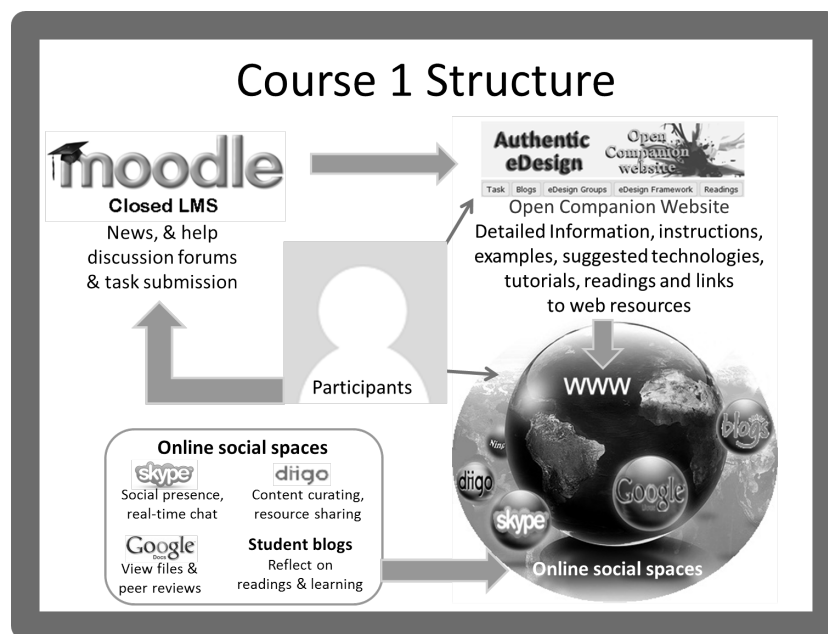 Course 1 Structure
moodle
Closed LMS
News, & help
discussion forums
& task submission
Authentic
eDesign
Open
Companion
website
Task
Blogs
eDesign Groups
eDesign Framework
Readings
Open Companion Website
Detailed Information, instructions,
examples, suggested technologies,
tutorials, readings and links
to web resources
Participants
WWW
Ning
diigo
skype
Google
blogs
Online social spaces
Online social spaces
skype
Social presence,
real-time chat
diigo
Content curating,
resource sharing
Google
Docs
View files &
peer reviews
Student blogs
Reflect on
readings & learning